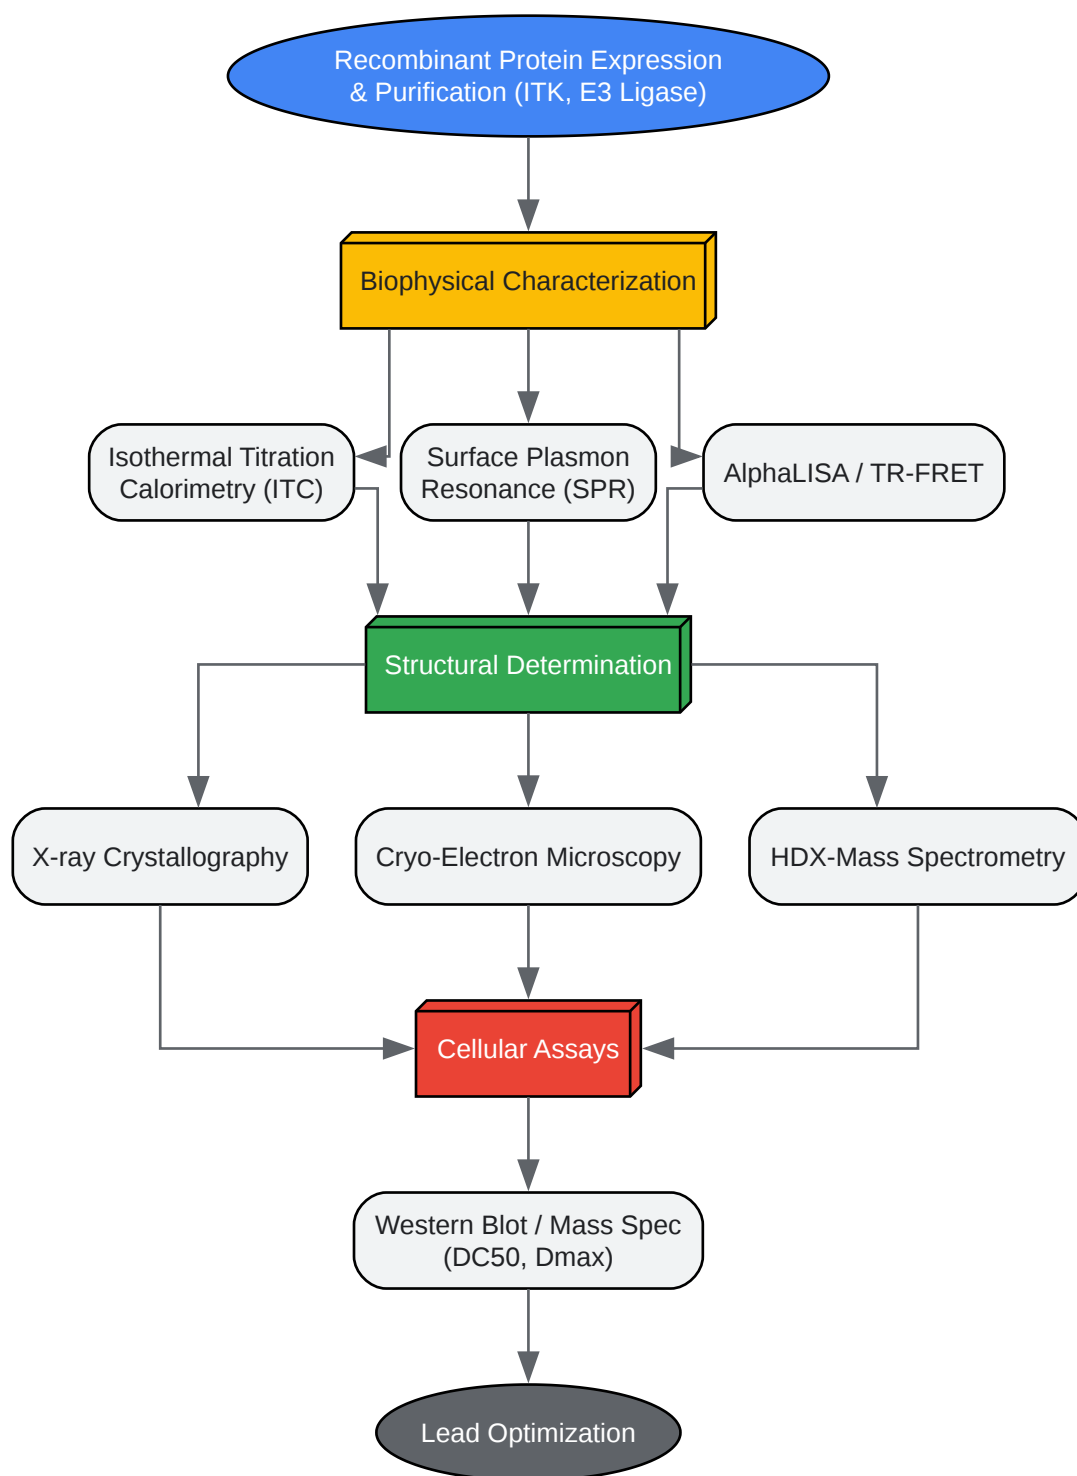 Recombinant Protein Expression
& Purification (ITK, E3 Ligase)
Biophysical Characterization
Isothermal Titration
Calorimetry (ITC)
Surface Plasmon
Resonance (SPR)
AlphaLISA / TR-FRET
Structural Determination
X-ray Crystallography
Cryo-Electron Microscopy
HDX-Mass Spectrometry
Cellular Assays
Western Blot / Mass Spec
(DC50, Dmax)
Lead Optimization